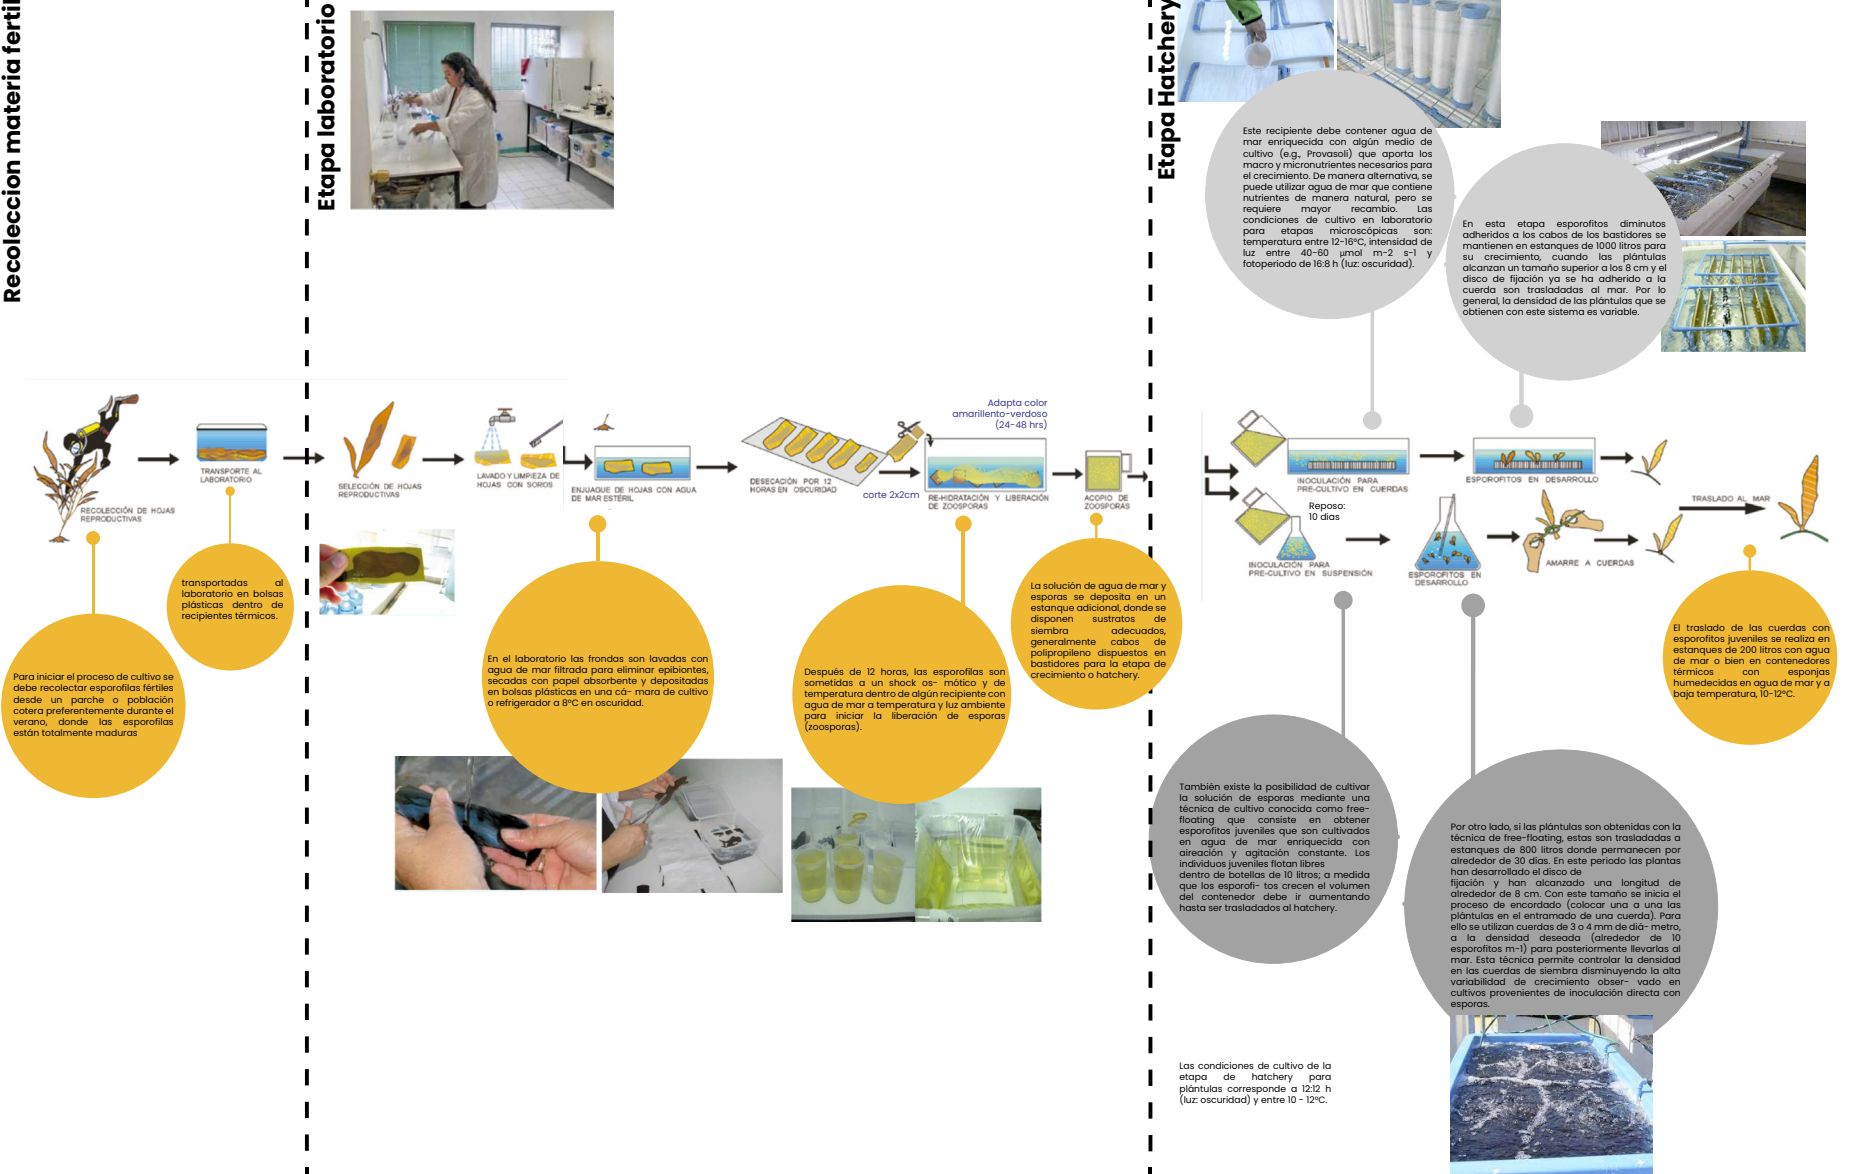 Recoleccion materia fertil
Etapa laboratorio
Etapa Hatchery
Este recipiente debe contener agua de
mar enriquecida con algún medio de
cultivo (e.g., Provasoli) que aporta los
macro y micronutrientes necesarios para
el crecimiento. De manera alternativa, se
puede utilizar agua de mar que contiene
nutrientes de manera natural, pero se
requiere mayor recambio. Las
condiciones de cultivo en laboratorio
para etapas microscópicas son:
temperatura entre 12-16°C, intensidad de
luz entre 40-60 μmol m-2 s-1 y
fotoperiodo de 16:8 h (luz: oscuridad).
En esta etapa esporofitos diminutos
adheridos a los cabos de los bastidores se
mantienen en estanques de 1000 litros para
su crecimiento, cuando las plántulas
alcanzan un tamaño superior a los 8 cm y el
disco de fijación ya se ha adherido a la
cuerda son trasladadas al mar. Por lo
general, la densidad de las plántulas que se
obtienen con este sistema es variable.
RECOLECCIÓN DE HOJAS
REPRODUCTIVAS
TRANSPORTE AL
LABORATORIO
SELECCIÓN DE HOJAS
REPRODUCTIVAS
LAVADO Y LIMPIEZA DE
HOJAS CON SOROS
ENJUAGUE DE HOJAS CON AGUA
DE MAR ESTÉRIL
DESECACIÓN POR 12
HORAS EN OSCURIDAD
corte 2x2cm
Adapta color
amarillento-verdoso
(24-48 hrs)
RE-HIDRATACIÓN Y LIBERACIÓN
DE ZOOSPORAS
ACOPIO DE
ZOOSPORAS
INOCULACIÓN PARA
PRE-CULTIVO EN CUERDAS
ESPOROFITOS EN DESARROLLO
Reposo:
10 dias
INOCULACIÓN PARA
PRE-CULTIVO EN SUSPENSIÓN
ESPOROFITOS EN
DESARROLLO
AMARRE A CUERDAS
TRASLADO AL MAR
Para iniciar el proceso de cultivo se
debe recolectar esporofilas fértiles
desde un parche o población
cotera preferentemente durante el
verano, donde las esporofilas
están totalmente maduras
transportadas al
laboratorio en bolsas
plásticas dentro de
recipientes térmicos.
En el laboratorio las frondas son lavadas con
agua de mar filtrada para eliminar epibiontes,
secadas con papel absorbente y depositadas
en bolsas plásticas en una cá- mara de cultivo
o refrigerador a 8°C en oscuridad.
Después de 12 horas, las esporofilas son
sometidas a un shock os- mótico y de
temperatura dentro de algún recipiente con
agua de mar a temperatura y luz ambiente
para iniciar la liberación de esporas
(zoosporas).
La solución de agua de mar y
esporas se deposita en un
estanque adicional, donde se
disponen sustratos de
siembra adecuados,
generalmente cabos de
polipropileno dispuestos en
bastidores para la etapa de
crecimiento o hatchery.
El traslado de las cuerdas con
esporofitos juveniles se realiza en
estanques de 200 litros con agua
de mar o bien en contenedores
térmicos con esponjas
humedecidas en agua de mar y a
baja temperatura, 10-12°C.
También existe la posibilidad de cultivar
la solución de esporas mediante una
técnica de cultivo conocida como free-
floating que consiste en obtener
esporofitos juveniles que son cultivados
en agua de mar enriquecida con
aireación y agitación constante. Los
individuos juveniles flotan libres
dentro de botellas de 10 litros; a medida
que los esporofi- tos crecen el volumen
del contenedor debe ir aumentando
hasta ser trasladados al hatchery.
Por otro lado, si las plántulas son obtenidas con la
técnica de free-floating, estas son trasladadas a
estanques de 800 litros donde permanecen por
alrededor de 30 días. En este periodo las plantas
han desarrollado el disco de
fijación y han alcanzado una longitud de
alrededor de 8 cm. Con este tamaño se inicia el
proceso de encordado (colocar una a una las
plántulas en el entramado de una cuerda). Para
ello se utilizan cuerdas de 3 o 4 mm de diá- metro,
a la densidad deseada (alrededor de 10
esporofitos m-1) para posteriormente llevarlas al
mar. Esta técnica permite controlar la densidad
en las cuerdas de siembra disminuyendo la alta
variabilidad de crecimiento obser- vado en
cultivos provenientes de inoculación directa con
esporas.
Las condiciones de cultivo de la
etapa de hatchery para
plántulas corresponde a 12:12 h
(luz: oscuridad) y entre 10 - 12°C.